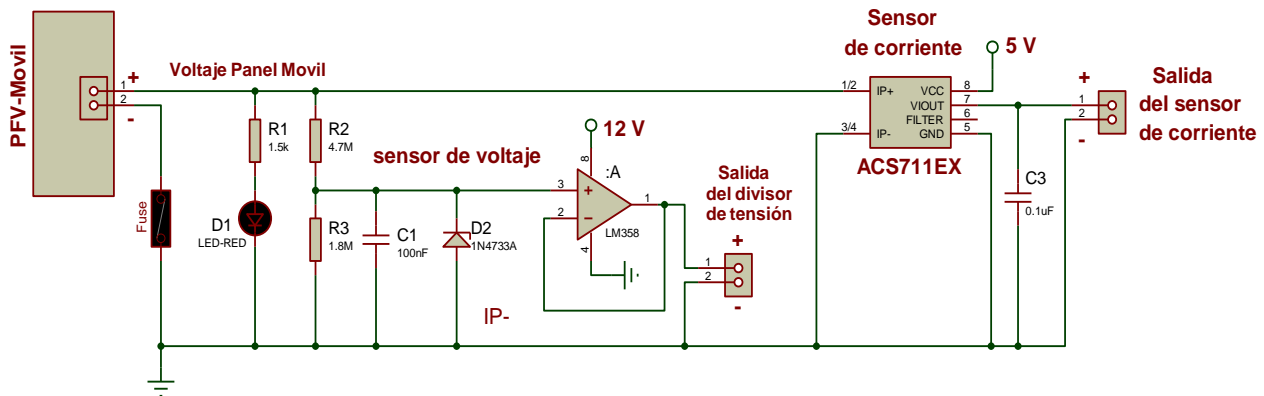 PFV-Movil
1
2
+
-
Voltaje Panel Movil
Fuse
R1
1.5k
D1
LED-RED
R2
4.7M
R3
1.8M
sensor de voltaje
C1
100nF
D2
1N4733A
IP-
12 V
:A
3
2
8
4
1
+
-
LM358
Salida
del divisor
de tensión
+
1
2
-
Sensor
de corriente
5 V
1/2
3/4
IP+
IP-
VCC
VIOUT
FILTER
GND
8
7
6
5
ACS711EX
C3
0.1uF
+
1
2
-
Salida
del sensor
de corriente